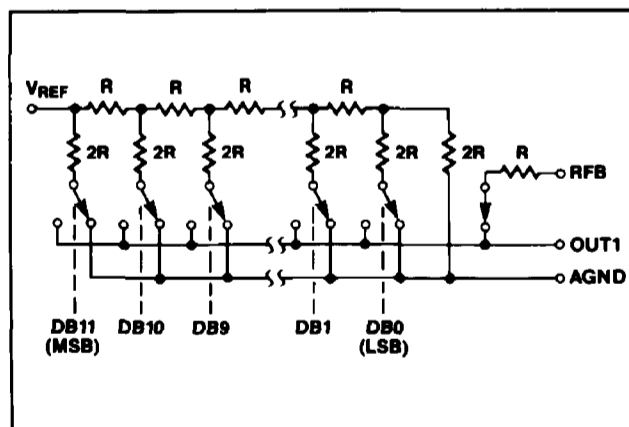 VREF R R R R
2R 2R 2R 2R 2R 2R R RFB
OUT1
AGND
DB11 DB10 DB9 DB1 DB0
(MSB) (LSB)